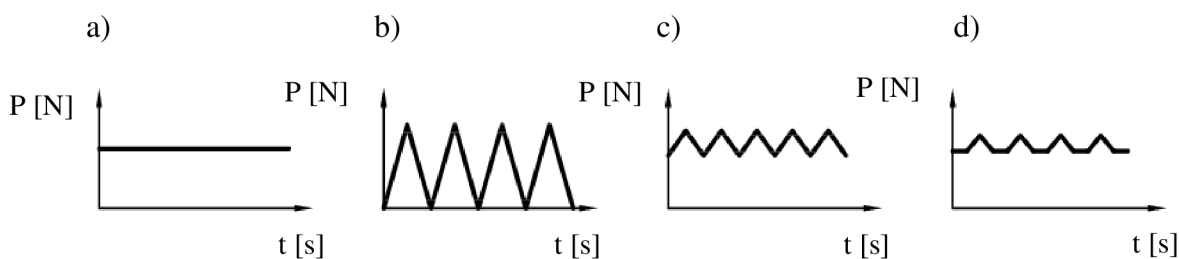 a) b) c) d)
P [N] P [N] P [N] P [N]
t [s] t [s] t [s] t [s]